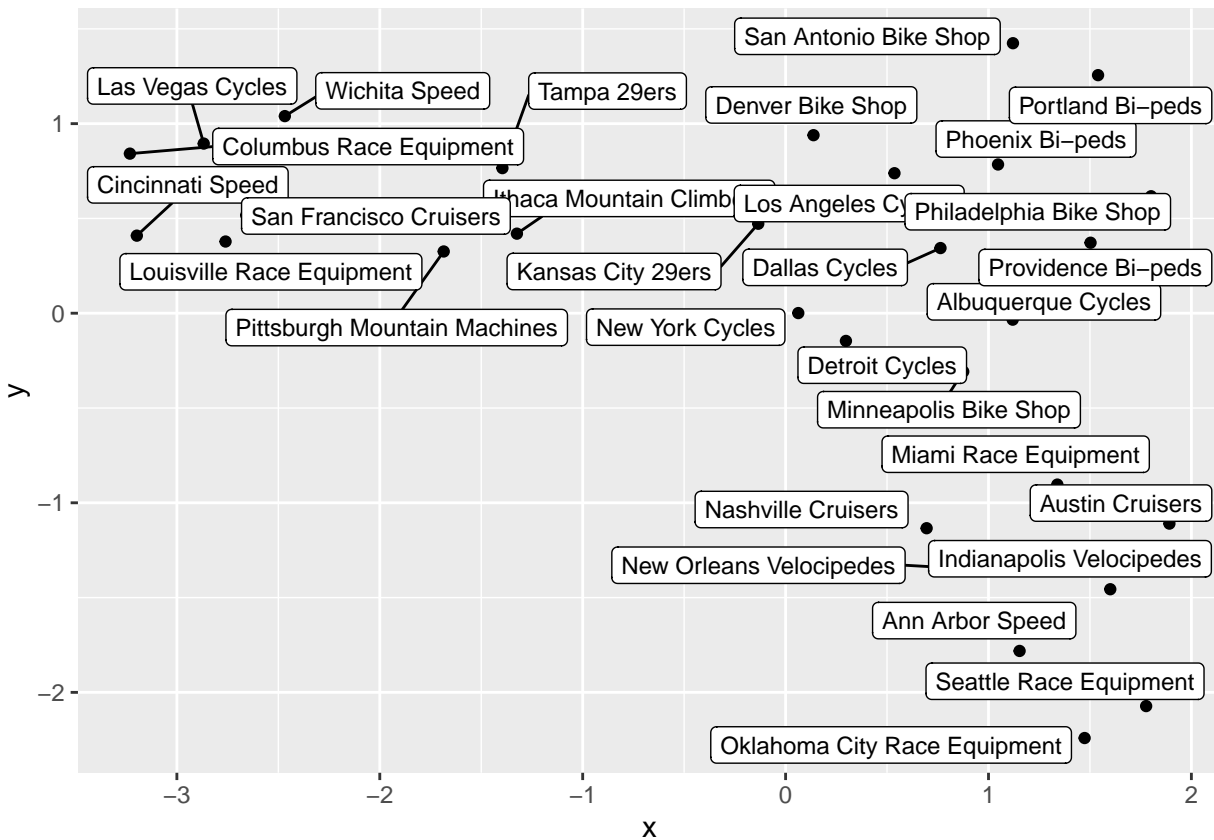 San Antonio Bike Shop
Las Vegas Cycles
Wichita Speed
Tampa 29ers
Denver Bike Shop
Portland Bi−peds
1
Columbus Race Equipment
Phoenix Bi−peds
Cincinnati Speed
Ithaca Mountain Climb
Los Angeles Cy
San Francisco Cruisers
Philadelphia Bike Shop
Louisville Race Equipment
Kansas City 29ers
Dallas Cycles
Providence Bi−peds
Albuquerque Cycles
0
Pittsburgh Mountain Machines
New York Cycles
Detroit Cycles
y
Minneapolis Bike Shop
Miami Race Equipment
−1
Nashville Cruisers
Austin Cruisers
New Orleans Velocipedes
Indianapolis Velocipedes
Ann Arbor Speed
−2
Seattle Race Equipment
Oklahoma City Race Equipment
−3
−2
−1
0
1
2
x